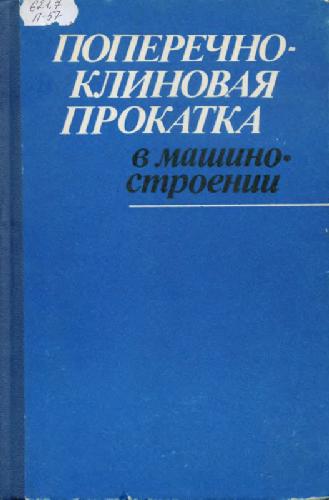 621.7
П-57
ПОПЕРЕЧНО-
КЛИНОВАЯ
ПРОКАТКА
в машино-
строении